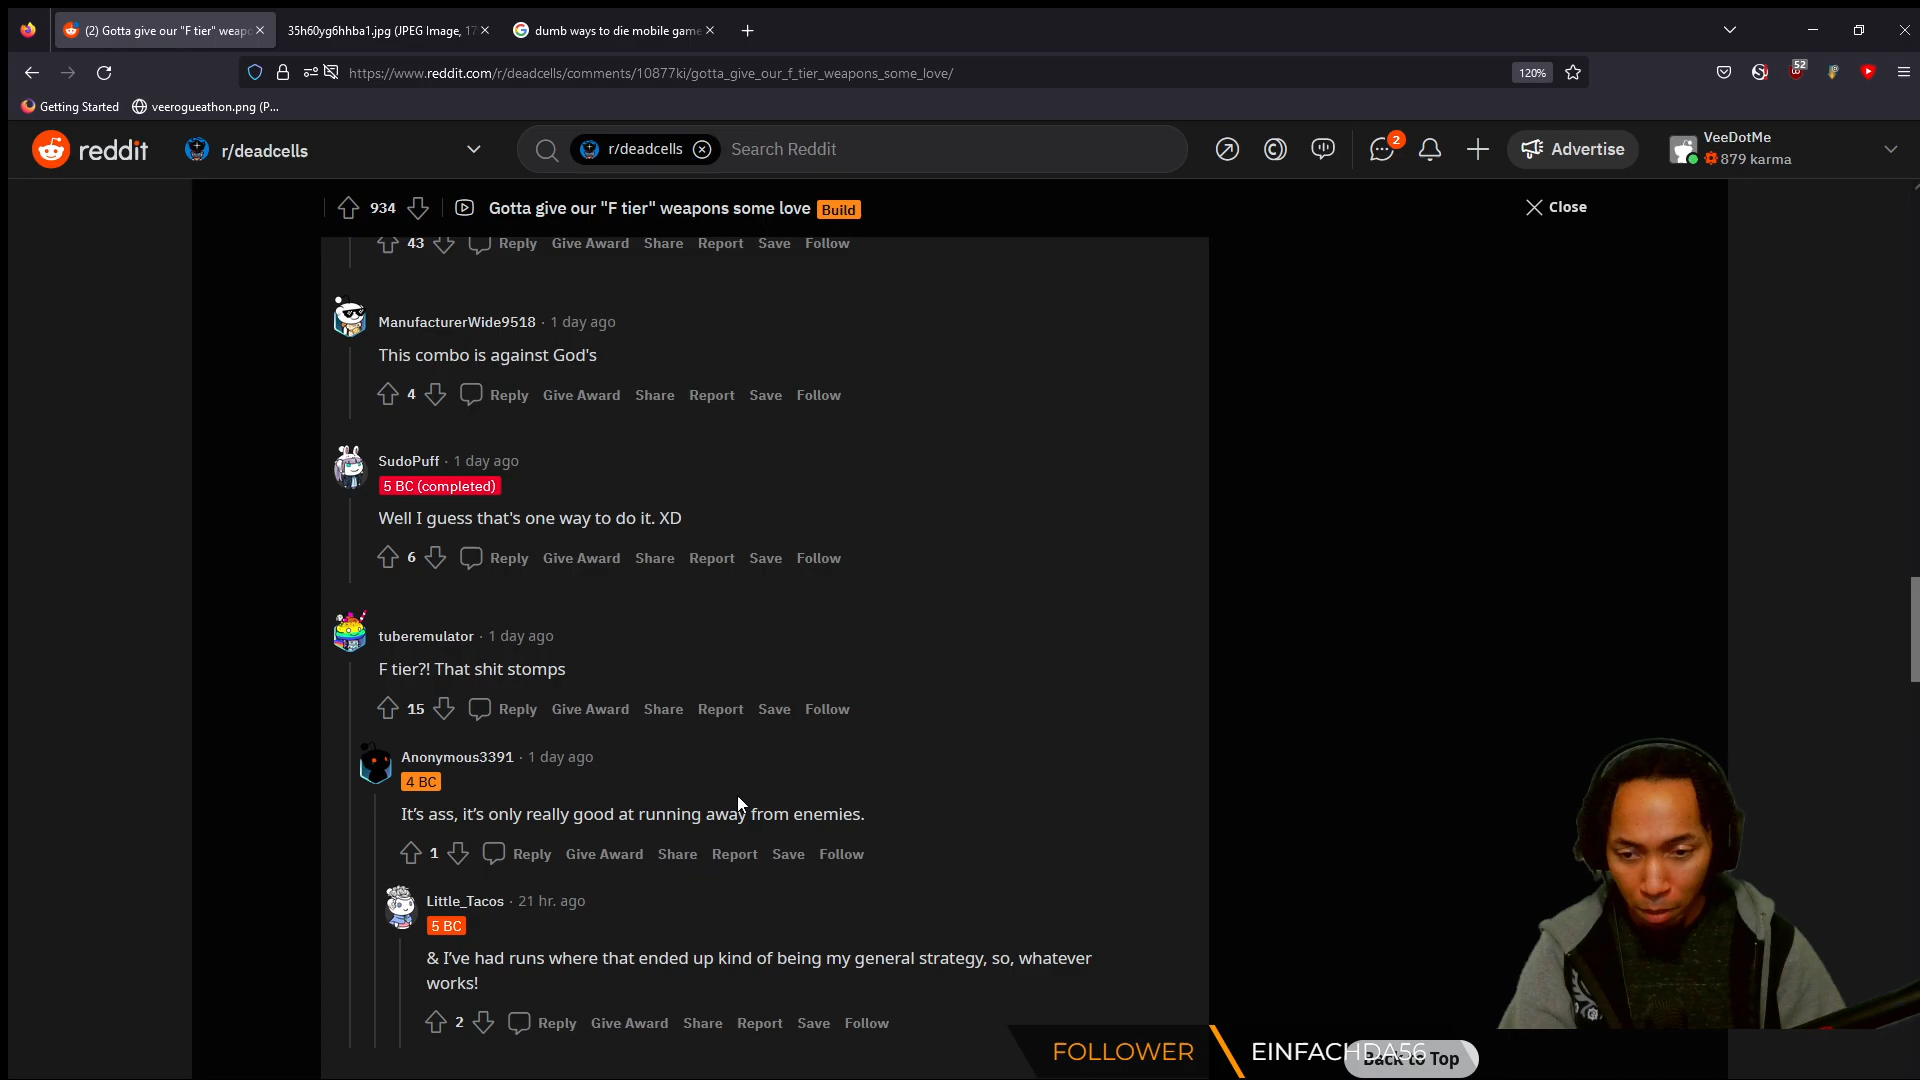 (2) Gotta give our "F tier" weapo
35h60yg6hhba1.jpg (JPEG Image, 17
dumb ways to die mobile game
https://www.reddit.com/r/deadcells/comments/10877ki/gotta_give_our_f_tier_weapons_some_love/
120%
52
Getting Started
veerogueathon.png (P...
reddit
r/deadcells
r/deadcells
Search Reddit
2
Advertise
VeeDotMe
879 karma
934
Gotta give our "F tier" weapons some love
Build
Close
43 Reply Give Award Share Report Save Follow
ManufacturerWide9518 · 1 day ago
This combo is against God's
4 Reply Give Award Share Report Save Follow
SudoPuff · 1 day ago
5 BC (completed)
Well I guess that's one way to do it. XD
6 Reply Give Award Share Report Save Follow
tuberemulator · 1 day ago
F tier?! That shit stomps
15 Reply Give Award Share Report Save Follow
Anonymous3391 · 1 day ago
4 BC
It's ass, it's only really good at running away from enemies.
1 Reply Give Award Share Report Save Follow
Little_Tacos · 21 hr. ago
5 BC
& I've had runs where that ended up kind of being my general strategy, so, whatever
works!
2 Reply Give Award Share Report Save Follow
FOLLOWER
EINFACHDA56
Back to Top